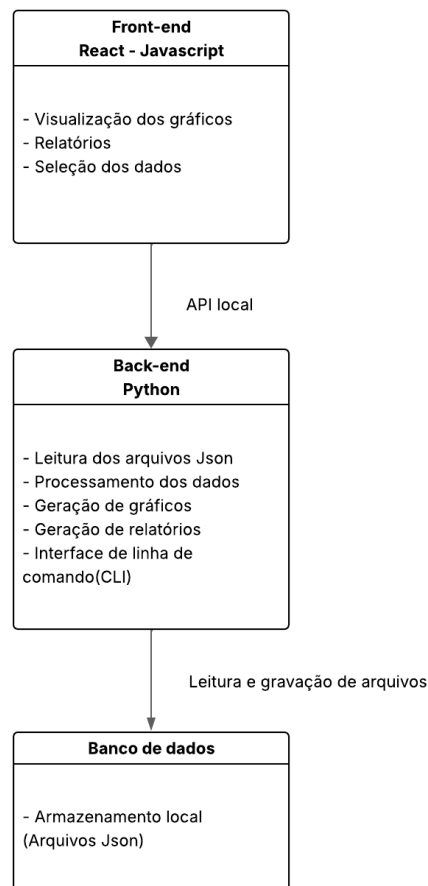 Front-end
React - Javascript
- Visualização dos gráficos
- Relatórios
- Seleção dos dados
API local
Back-end
Python
- Leitura dos arquivos Json
- Processamento dos dados
- Geração de gráficos
- Geração de relatórios
- Interface de linha de
comando(CLI)
Leitura e gravação de arquivos
Banco de dados
- Armazenamento local
(Arquivos Json)